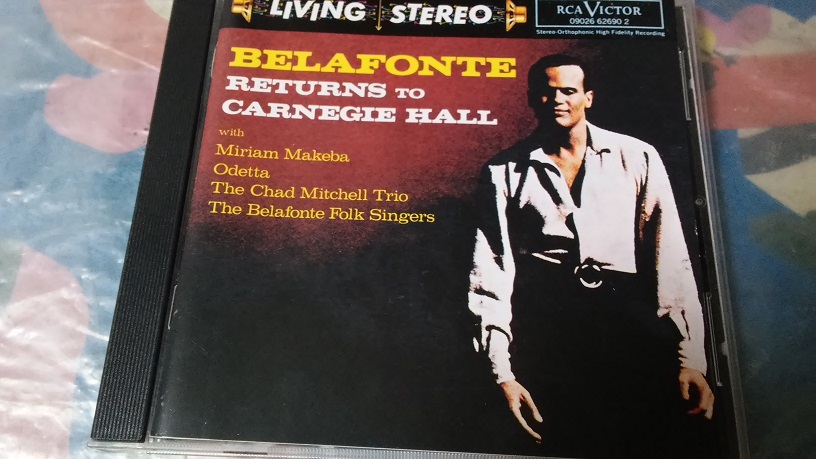 LIVING STEREO
RCA VICTOR
09026 62690 2
Stereo-Orthophonic High Fidelity Recording
BELAFONTE
RETURNS TO
CARNEGIE HALL
with
Miriam Makeba
Odetta
The Chad Mitchell Trio
The Belafonte Folk Singers